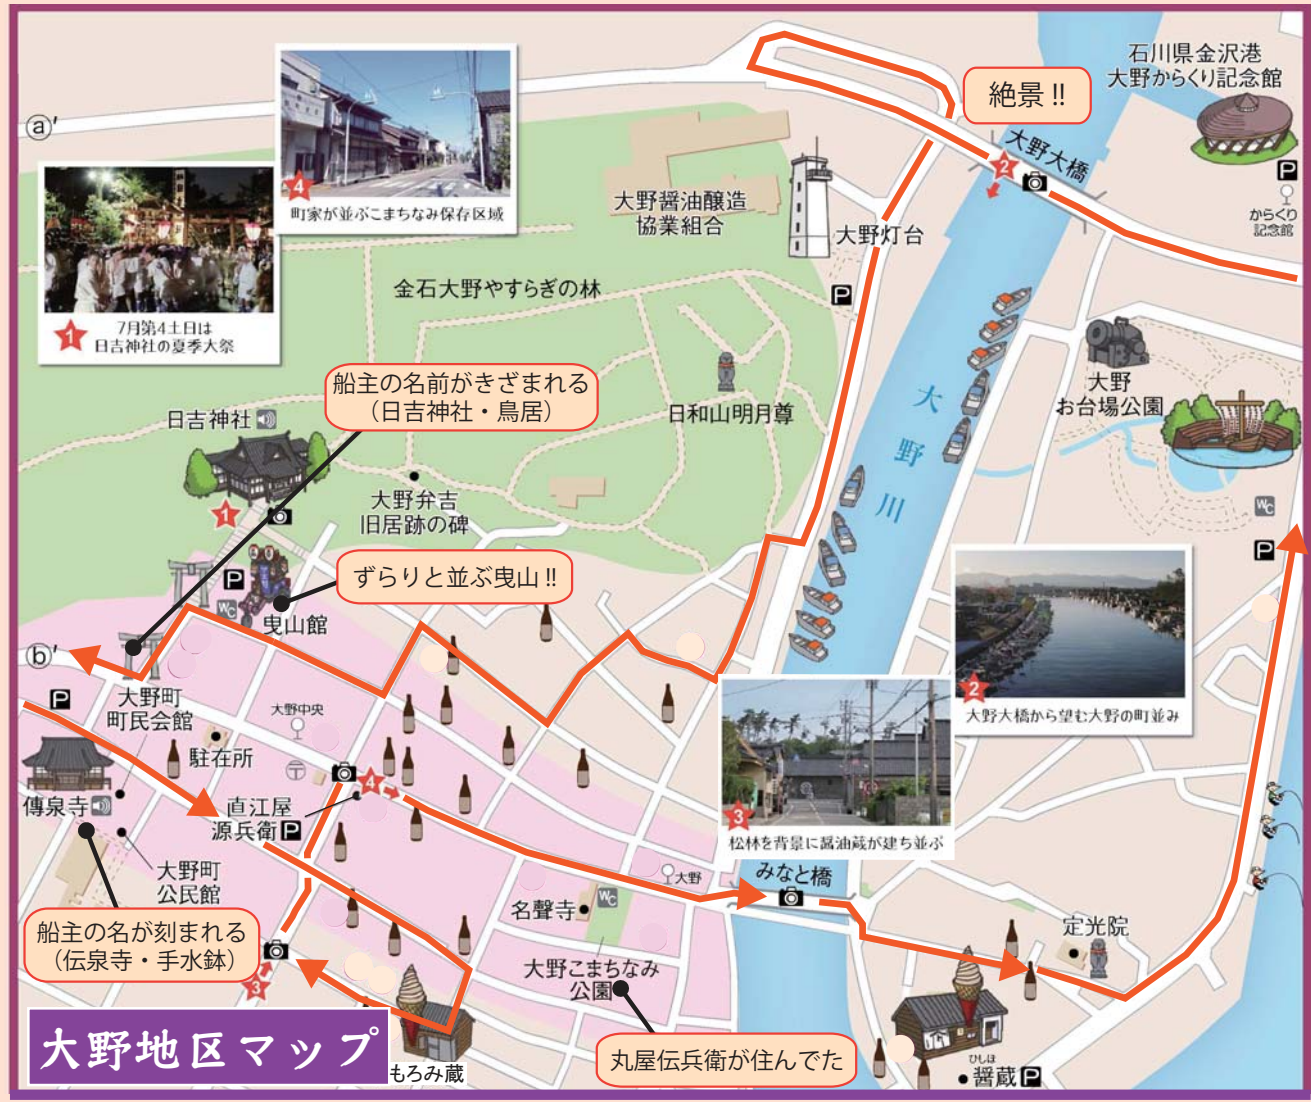 ⓐ′
町家が並ぶこまちなみ保存区域
4
7月第4土日は
日吉神社の夏季大祭
1
石川県金沢港
大野からくり記念館
絶景!!
大野大橋
2
P
からくり
記念館
大野醤油醸造
協業組合
大野灯台
P
金石大野やすらぎの林
船主の名前がきざまれる
(日吉神社・鳥居)
日和山明月尊
大野
お台場公園
大野川
日吉神社
1
大野弁吉
旧居跡の碑
WC
P
ずらりと並ぶ曳山!!
P
WC
曳山館
ⓑ′
P
大野町
町民会館
大野中央
駐在所
〒
傳泉寺
直江屋
源兵衛 P
4
2
大野大橋から望む大野の町並み
3
松林を背景に醤油蔵が建ち並ぶ
大野町
公民館
みなと橋
大野
WC
名聲寺
船主の名が刻まれる
(伝泉寺・手水鉢)
3
大野こまちなみ
公園
定光院
丸屋伝兵衛が住んでた
大野地区マップ
もろみ蔵
ひしほ
醤蔵 P